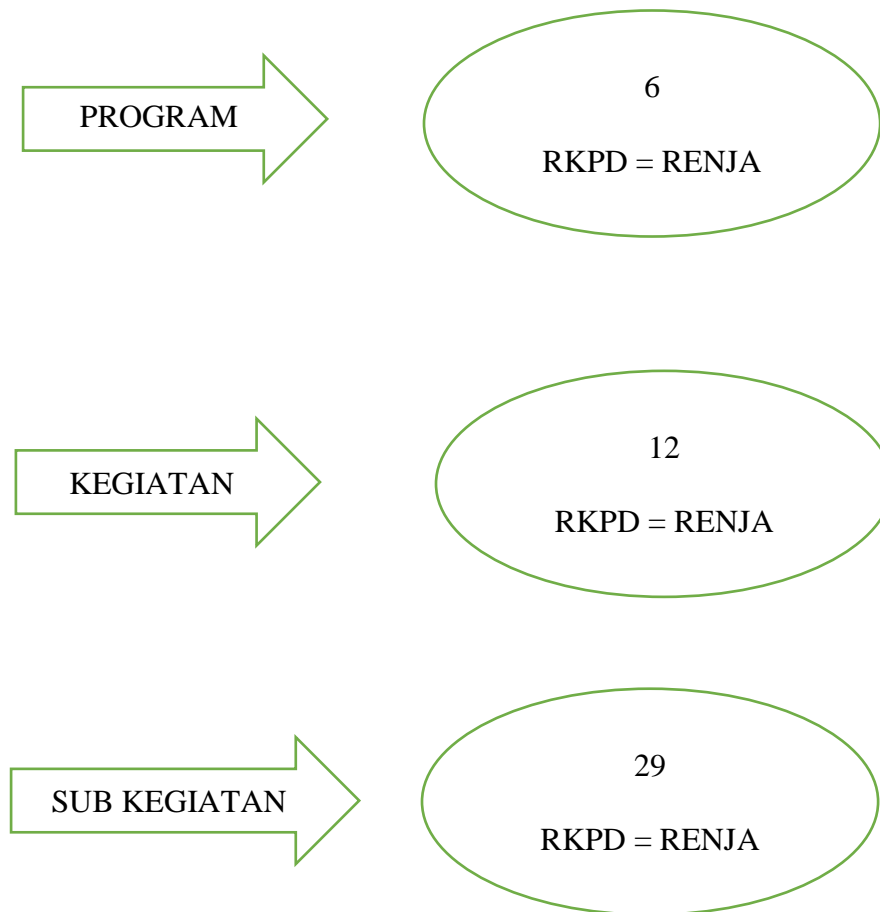 PROGRAM
6
RKPD = RENJA
KEGIATAN
12
RKPD = RENJA
SUB KEGIATAN
29
RKPD = RENJA